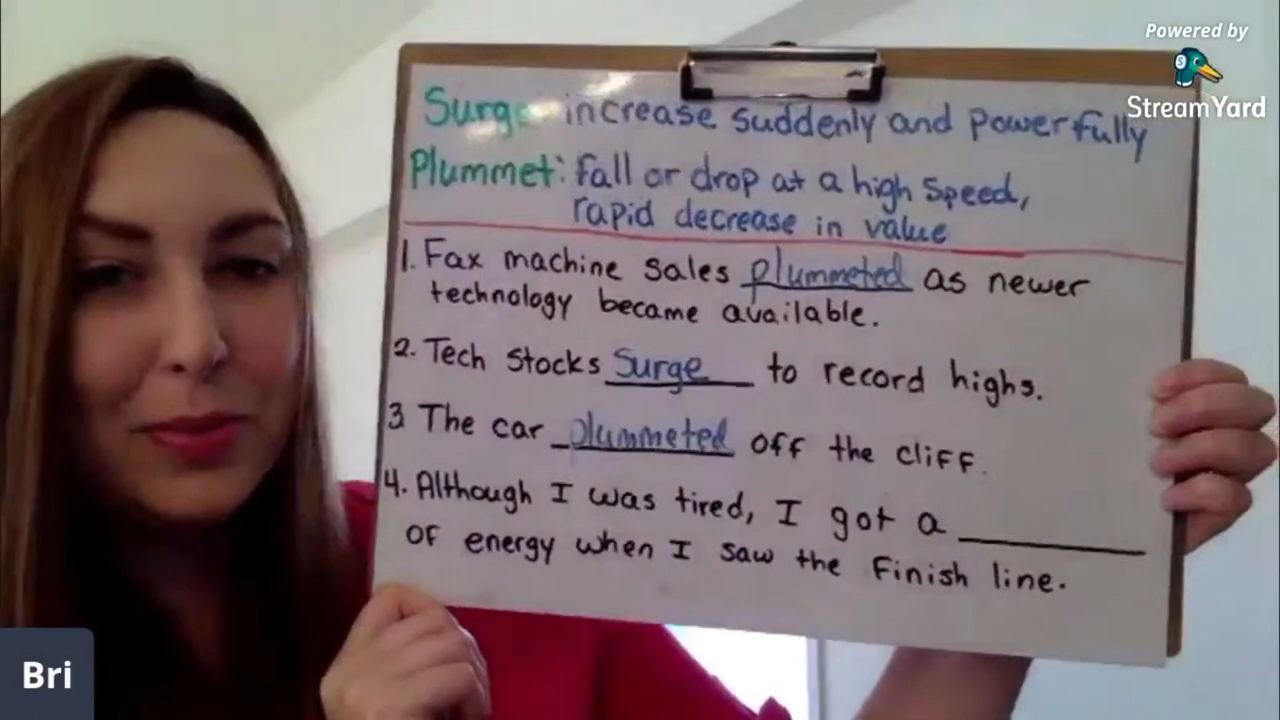 Powered by
StreamYard
Surge increase suddenly and powerfully
Plummet: fall or drop at a high speed,
rapid decrease in value
1. Fax machine sales plummeted as newer
technology became available.
2. Tech stocks Surge to record highs.
3 The car plummeted off the cliff.
4. Although I was tired, I got a
of energy when I saw the finish line.
Bri